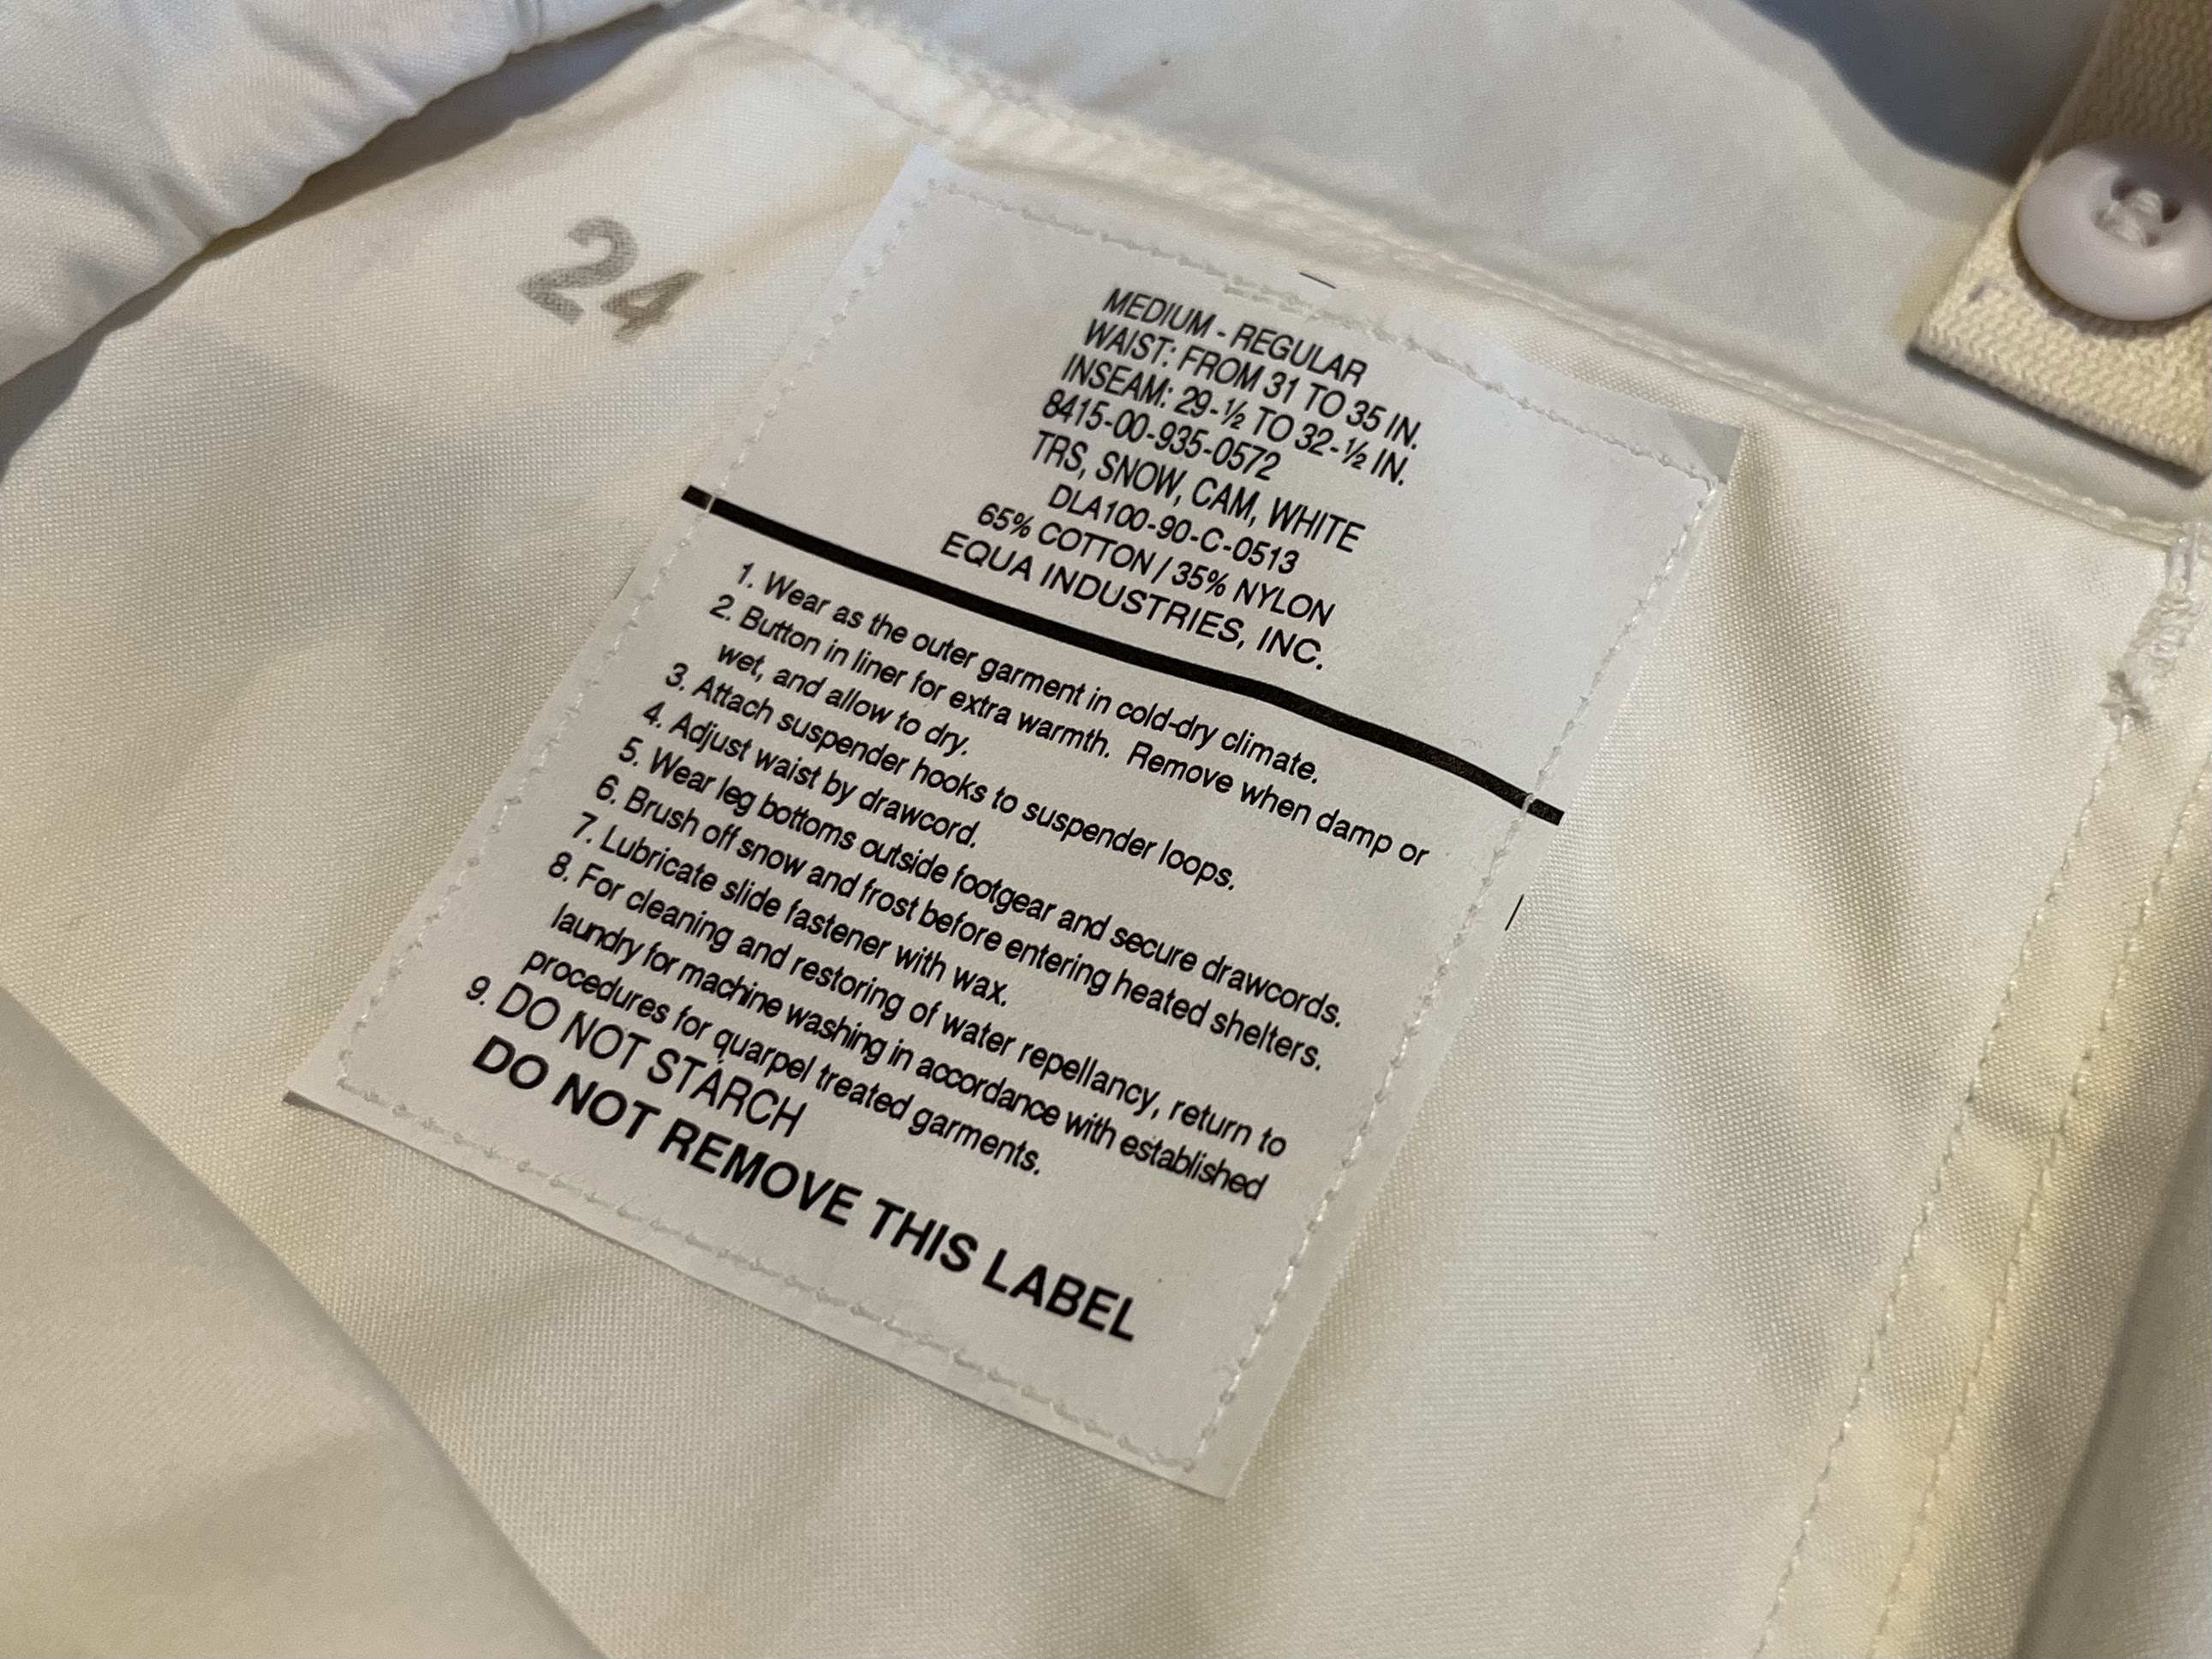 24
MEDIUM - REGULAR
WAIST: FROM 31 TO 35 IN.
INSEAM: 29-½ TO 32-½ IN.
8415-00-935-0572
TRS, SNOW, CAM, WHITE
DLA100-90-C-0513
65% COTTON / 35% NYLON
EQUA INDUSTRIES, INC.
1. Wear as the outer garment in cold-dry climate.
2. Button in liner for extra warmth. Remove when damp or
wet, and allow to dry.
3. Attach suspender hooks to suspender loops.
4. Adjust waist by drawcord.
5. Wear leg bottoms outside footgear and secure drawcords.
6. Brush off snow and frost before entering heated shelters.
7. Lubricate slide fastener with wax.
8. For cleaning and restoring of water repellancy, return to
laundry for machine washing in accordance with established
procedures for quarpel treated garments.
9. DO NOT STARCH
DO NOT REMOVE THIS LABEL